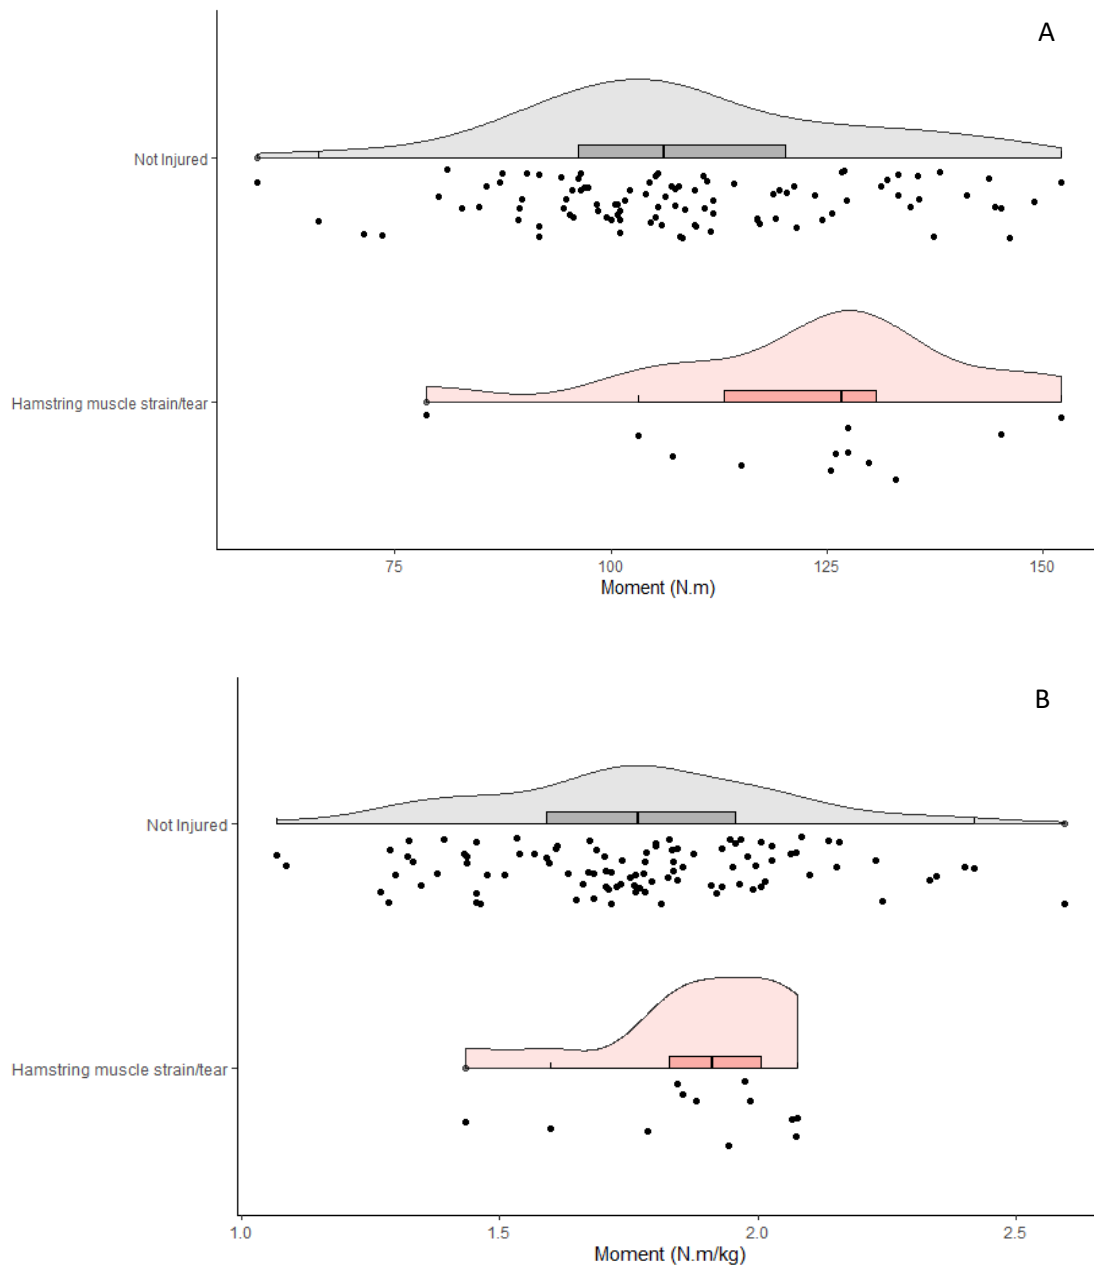 A
Not Injured
Hamstring muscle strain/tear
75 100 125 150
Moment (N.m)
B
Not Injured
Hamstring muscle strain/tear
1.0 1.5 2.0 2.5
Moment (N.m/kg)